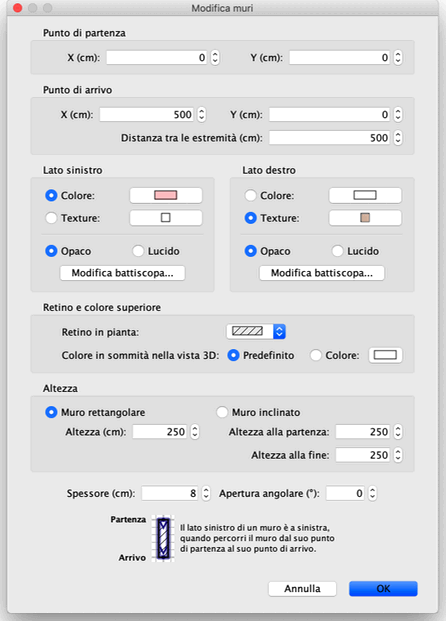 Modifica muri
Punto di partenza
X (cm): 0 Y (cm): 0
Punto di arrivo
X (cm): 500 Y (cm): 0
Distanza tra le estremità (cm): 500
Lato sinistro Lato destro
Colore: Colore:
Texture: Texture:
Opaco Lucido Opaco Lucido
Modifica battiscopa... Modifica battiscopa...
Retino e colore superiore
Retino in pianta:
Colore in sommità nella vista 3D: Predefinito Colore:
Altezza
Muro rettangolare Muro inclinato
Altezza (cm): 250 Altezza alla partenza: 250
Altezza alla fine: 250
Spessore (cm): 8 Apertura angolare (°): 0
Partenza
Il lato sinistro di un muro è a sinistra,
quando percorri il muro dal suo punto
di partenza al suo punto di arrivo.
Arrivo
Annulla OK